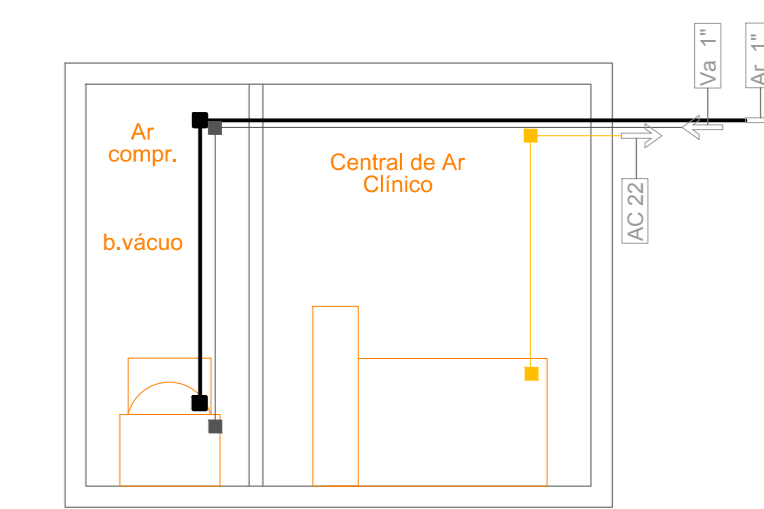 Va 1"
Ar 1"
Ar
compr.
Central de Ar
Clínico
AC 22
b.vácuo